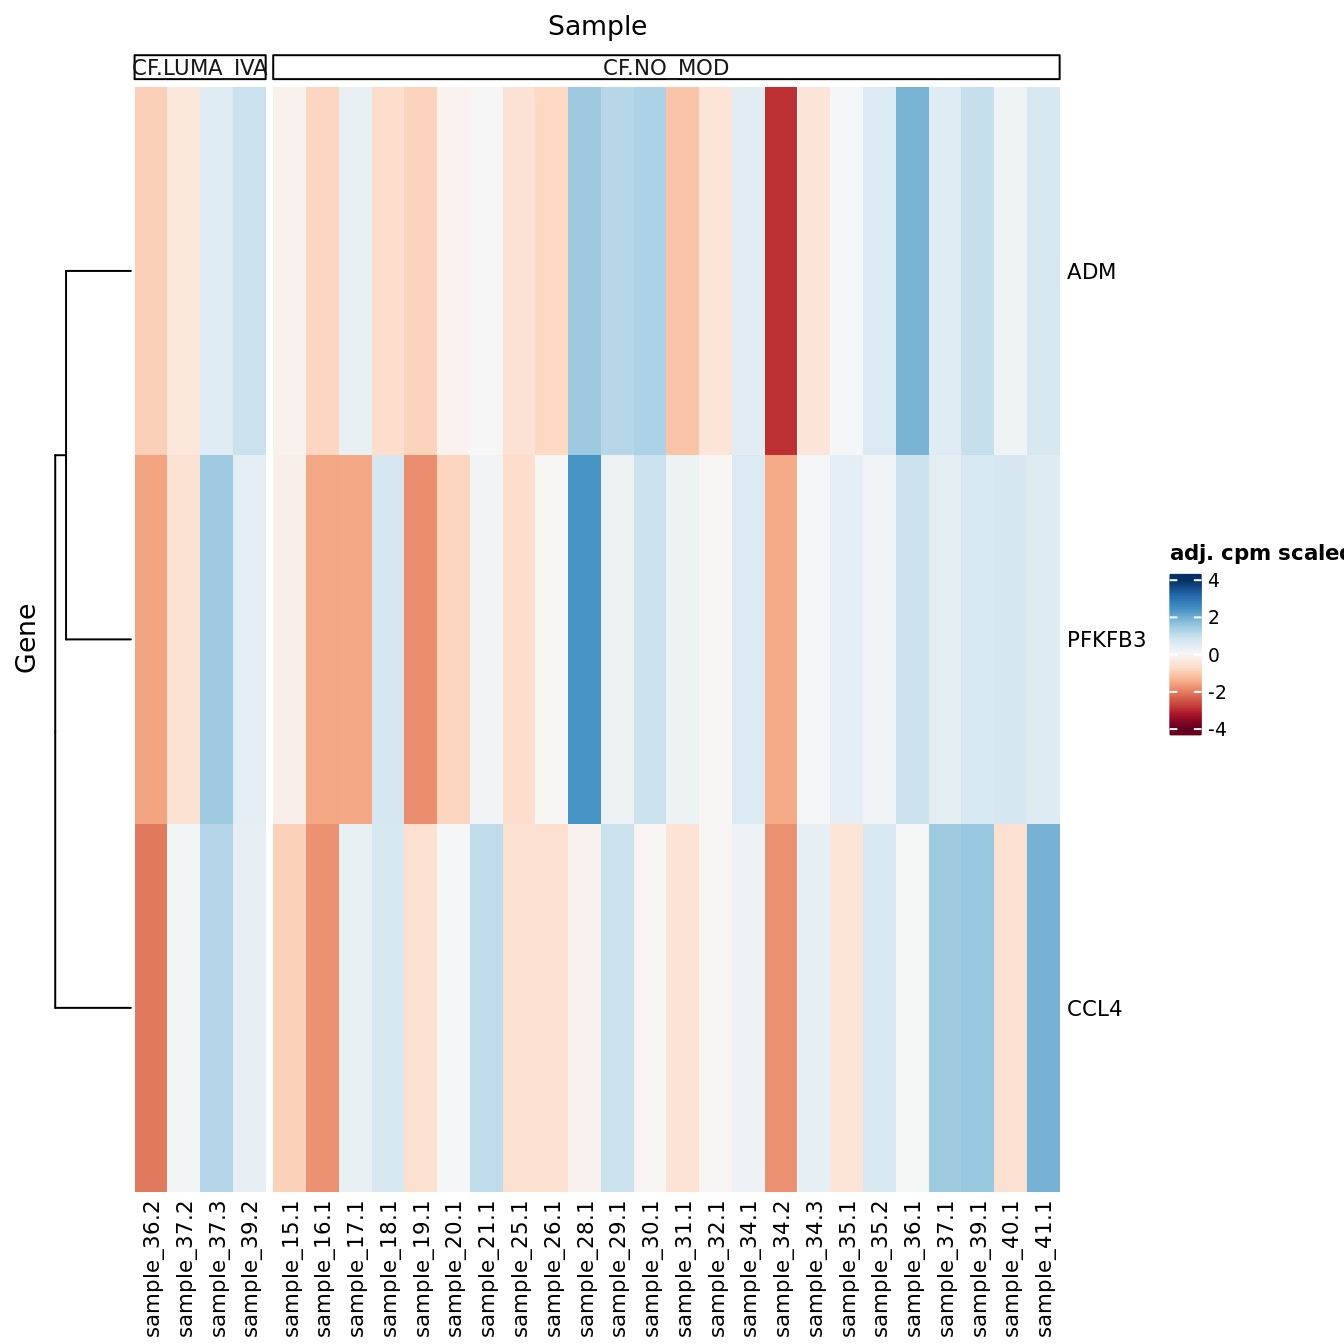 Sample
CF.LUMA_IVA CF.NO_MOD
ADM
PFKFB3
CCL4
Gene
adj. cpm scaled
4
2
0
-2
-4
sample_36.2
sample_37.2
sample_37.3
sample_39.2
sample_15.1
sample_16.1
sample_17.1
sample_18.1
sample_19.1
sample_20.1
sample_21.1
sample_25.1
sample_26.1
sample_28.1
sample_29.1
sample_30.1
sample_31.1
sample_32.1
sample_34.1
sample_34.2
sample_34.3
sample_35.1
sample_35.2
sample_36.1
sample_37.1
sample_39.1
sample_40.1
sample_41.1